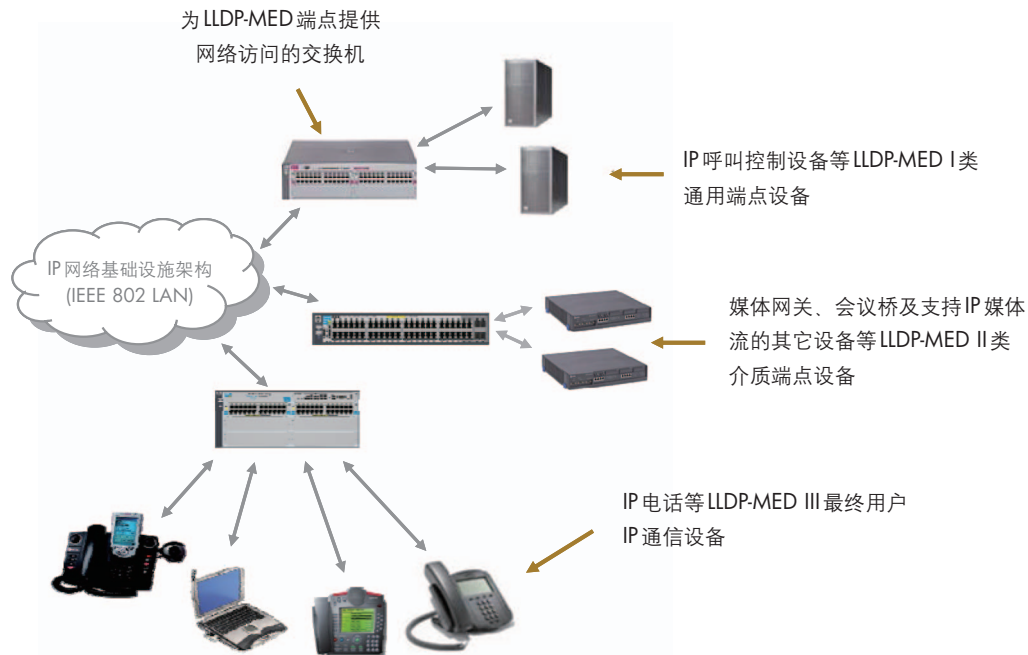 为LLDP-MED端点提供
网络访问的交换机
IP呼叫控制设备等LLDP-MED I类
通用端点设备
IP网络基础设施架构
(IEEE 802 LAN)
媒体网关、会议桥及支持IP媒体
流的其它设备等LLDP-MED II类
介质端点设备
IP电话等LLDP-MED III最终用户
IP通信设备